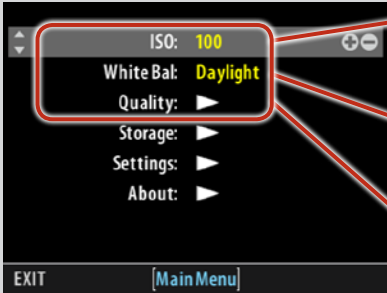 ISO: 100
White Bal: Daylight
Quality:
Storage:
Settings:
About:
EXIT [Main Menu]